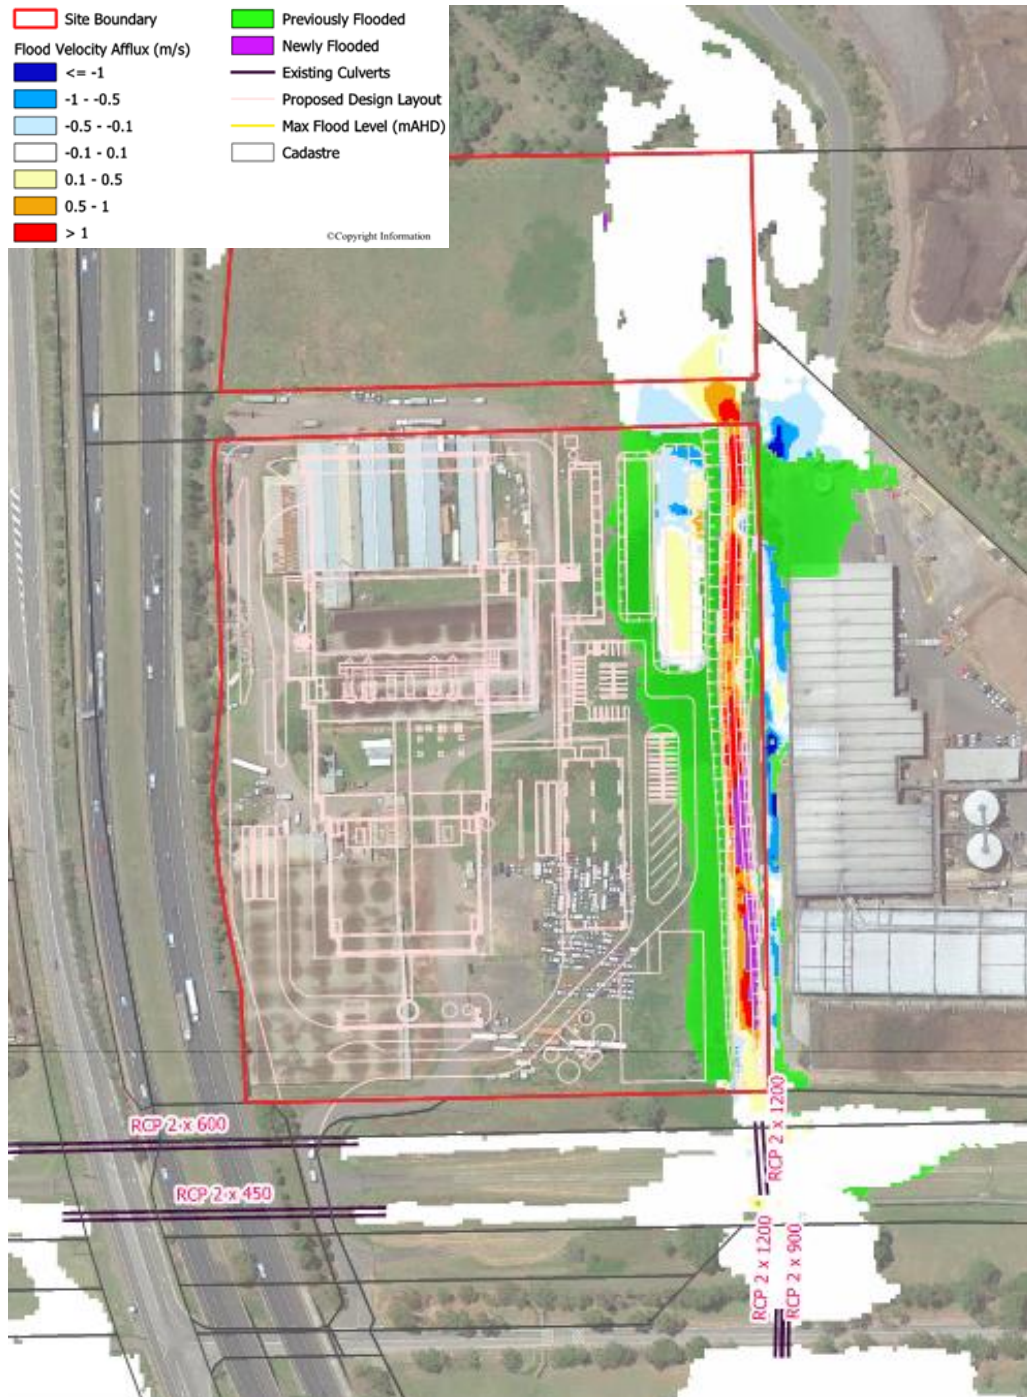 Site Boundary
Flood Velocity Afflux (m/s)
<= -1
-1 - -0.5
-0.5 - -0.1
-0.1 - 0.1
0.1 - 0.5
0.5 - 1
> 1
Previously Flooded
Newly Flooded
Existing Culverts
Proposed Design Layout
Max Flood Level (mAHD)
Cadastre
©Copyright Information
RCP 2 x 600
RCP 2 x 450
RCP 2 x 1200
RCP 2 x 1200
RCP 2 x 900